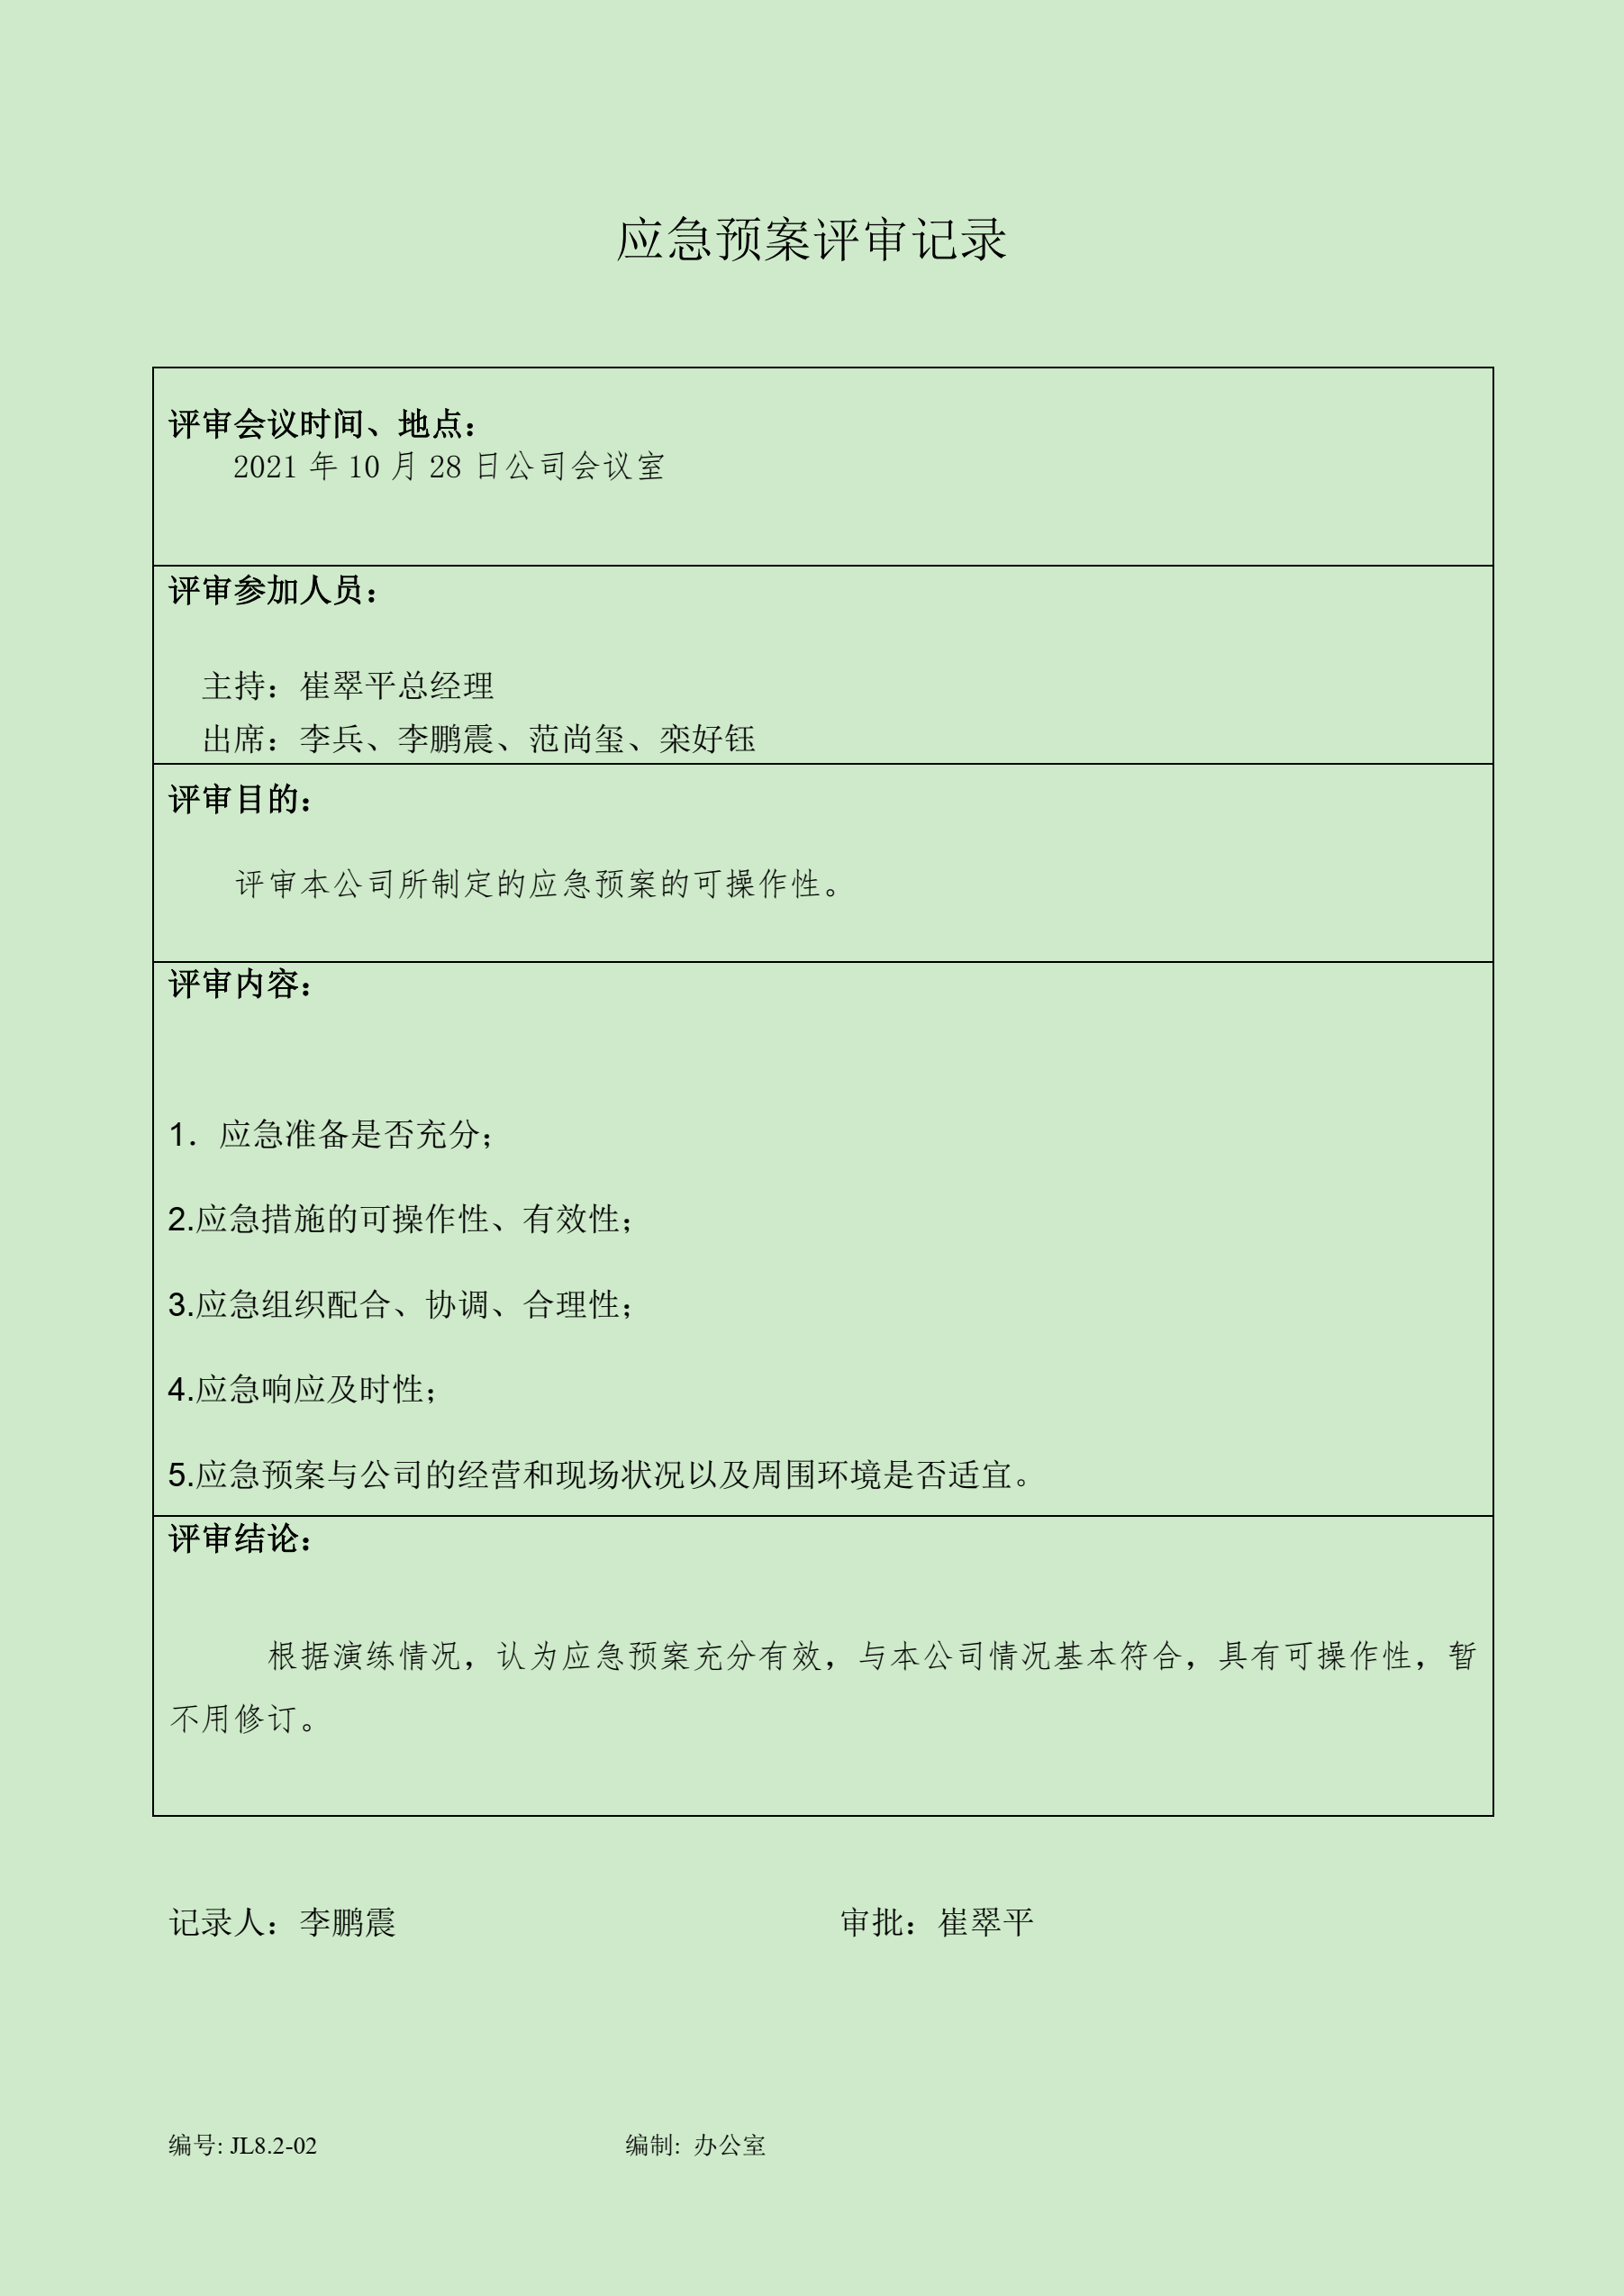 应急预案评审记录
评审会议时间、地点：
2021 年 10 月 28 日公司会议室
评审参加人员：
主持：崔翠平总经理
出席：李兵、李鹏震、范尚玺、栾好钰
评审目的：
评审本公司所制定的应急预案的可操作性。
评审内容：
1．应急准备是否充分；
2.应急措施的可操作性、有效性；
3.应急组织配合、协调、合理性；
4.应急响应及时性；
5.应急预案与公司的经营和现场状况以及周围环境是否适宜。
评审结论：
根据演练情况，认为应急预案充分有效，与本公司情况基本符合，具有可操作性，暂
不用修订。
记录人：李鹏震 审批：崔翠平
编号: JL8.2-02 编制: 办公室